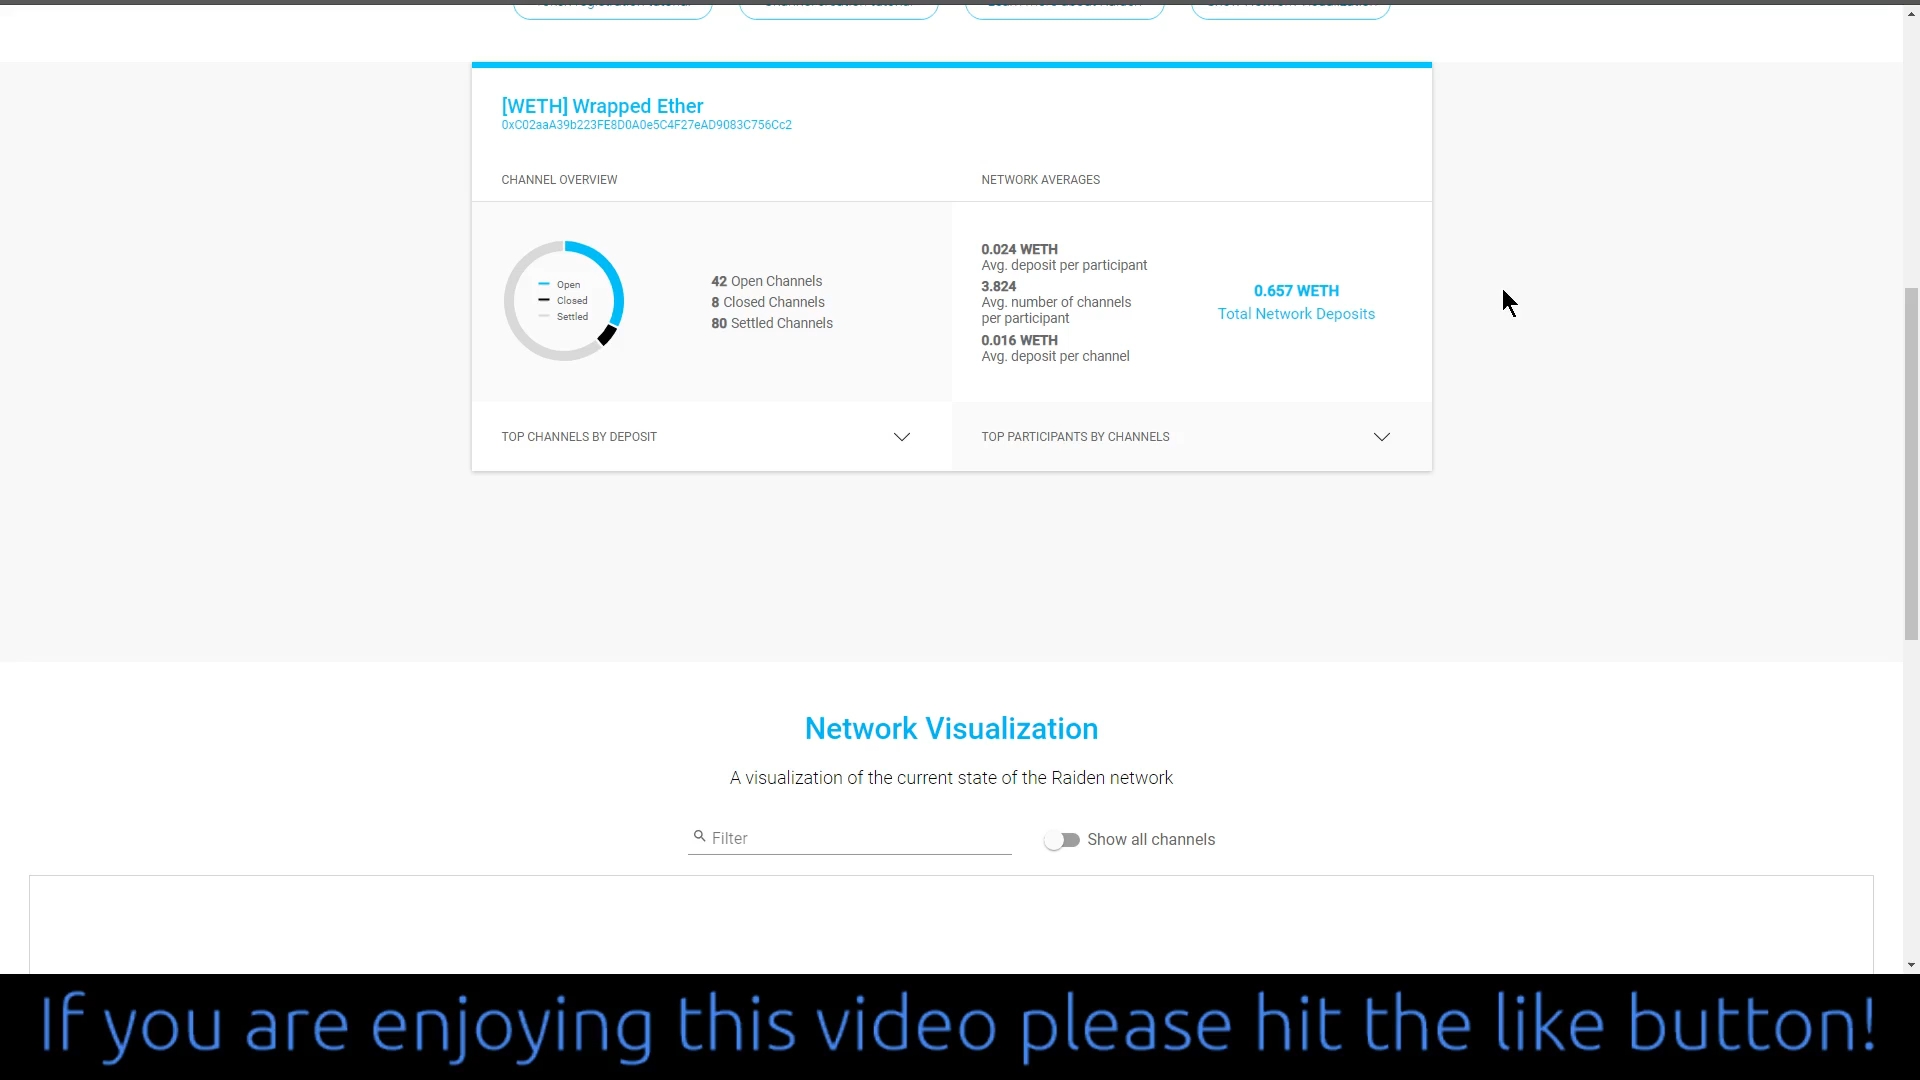 [WETH] Wrapped Ether
0xC02aaA39b223FE8D0A0e5C4F27eAD9083C756Cc2
CHANNEL OVERVIEW
NETWORK AVERAGES
Open
Closed
Settled
42 Open Channels
8 Closed Channels
80 Settled Channels
0.024 WETH
Avg. deposit per participant
3.824
Avg. number of channels
per participant
0.016 WETH
Avg. deposit per channel
0.657 WETH
Total Network Deposits
TOP CHANNELS BY DEPOSIT
TOP PARTICIPANTS BY CHANNELS
Network Visualization
A visualization of the current state of the Raiden network
Filter
Show all channels
If you are enjoying this video please hit the like button!